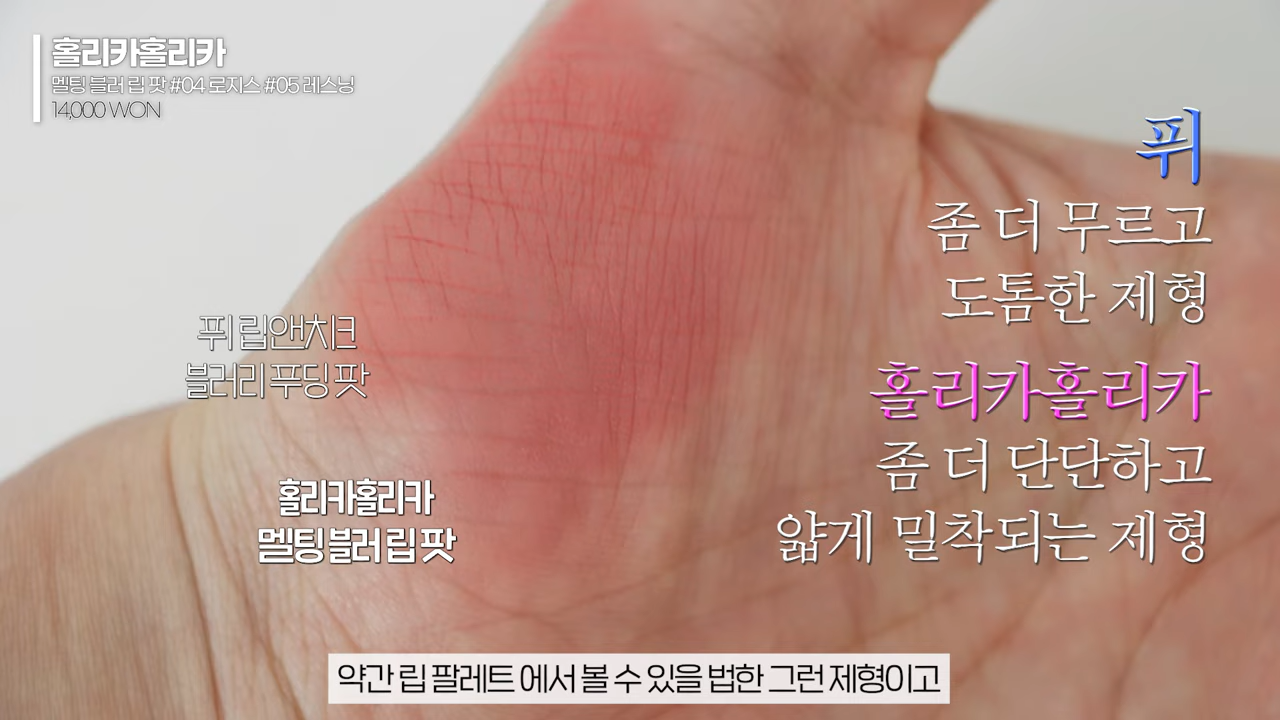 홀리카홀리카
멜팅 블러 립 팟 #04 로지스 #05 레스닝
14,000 WON
퓌
좀 더 무르고
도톰한 제형
퓌 립앤치크
블러리 푸딩 팟
홀리카홀리카
좀 더 단단하고
얇게 밀착되는 제형
홀리카홀리카
멜팅 블러 립 팟
약간 립 팔레트 에서 볼 수 있을 법한 그런 제형이고